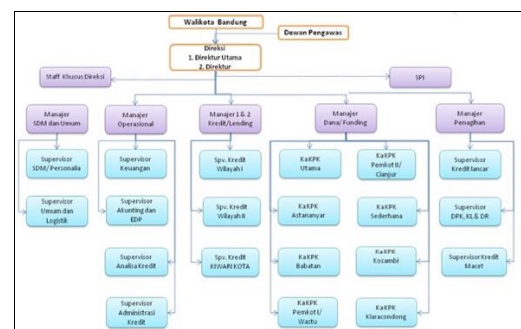 Walikota Bandung
Dewan Pengawas
Direksi
1. Direktur Utama
2. Direktur
Staff Khusus Direksi
SPI
Manajer
SDM dan Umum
Manajer
Operasional
Manajer 1 & 2
Kredit/Lending
Manajer
Dana/ Funding
Manajer
Penagihan
Supervisor
SDM/ Personalia
Supervisor
Keuangan
Spv. Kredit
Wilayah I
KaKPK
Utama
KaKPK
Pemkot II/
Cianjur
Supervisor
Kredit lancar
Supervisor
Umum dan
Logistik
Supervisor
Akunting dan
EDP
Spv. Kredit
Wilayah II
KaKPK
Astananyar
KaKPK
Sederhana
Supervisor
DPK, KL & DR
Supervisor
Analisa Kredit
Spv. Kredit
KIWARI KOTA
KaKPK
Babatan
KaKPK
Kosambi
Supervisor Kredit
Macet
Supervisor
Administrasi
Kredit
KaKPK
Pemkot I/
Wastu
KaKPK
Kiaracondong